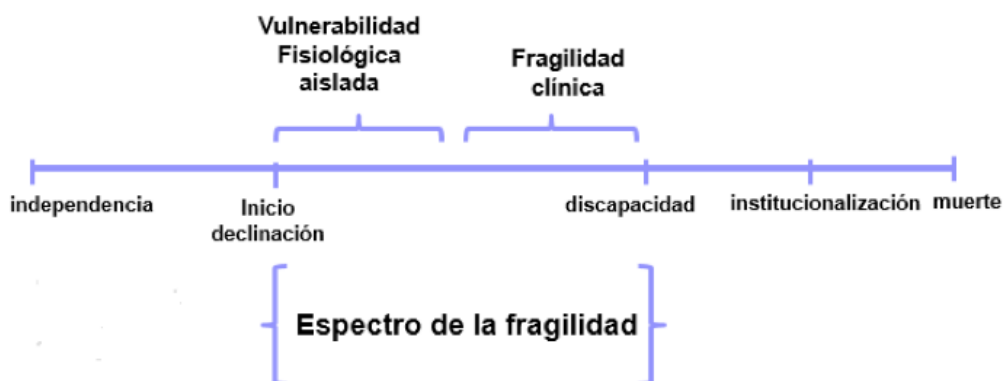 Vulnerabilidad
Fisiológica
aislada
Fragilidad
clínica
independencia
Inicio
declinación
discapacidad
institucionalización
muerte
Espectro de la fragilidad